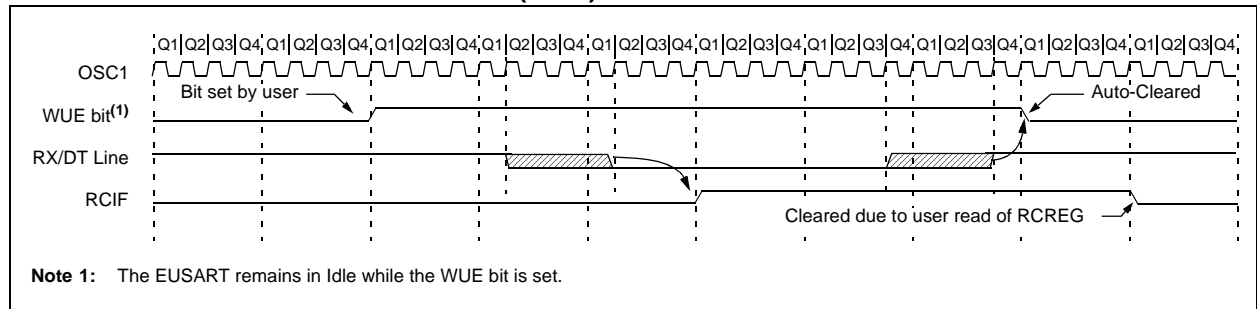 Q1 Q2 Q3 Q4 Q1 Q2 Q3 Q4 Q1 Q2 Q3 Q4 Q1 Q2 Q3 Q4 Q1 Q2 Q3 Q4 Q1 Q2 Q3 Q4 Q1 Q2 Q3 Q4 Q1 Q2 Q3 Q4 Q1 Q2 Q3 Q4 Q1 Q2 Q3 Q4
OSC1
Bit set by user
Auto-Cleared
WUE bit(1)
RX/DT Line
RCIF
Cleared due to user read of RCREG
Note 1: The EUSART remains in Idle while the WUE bit is set.